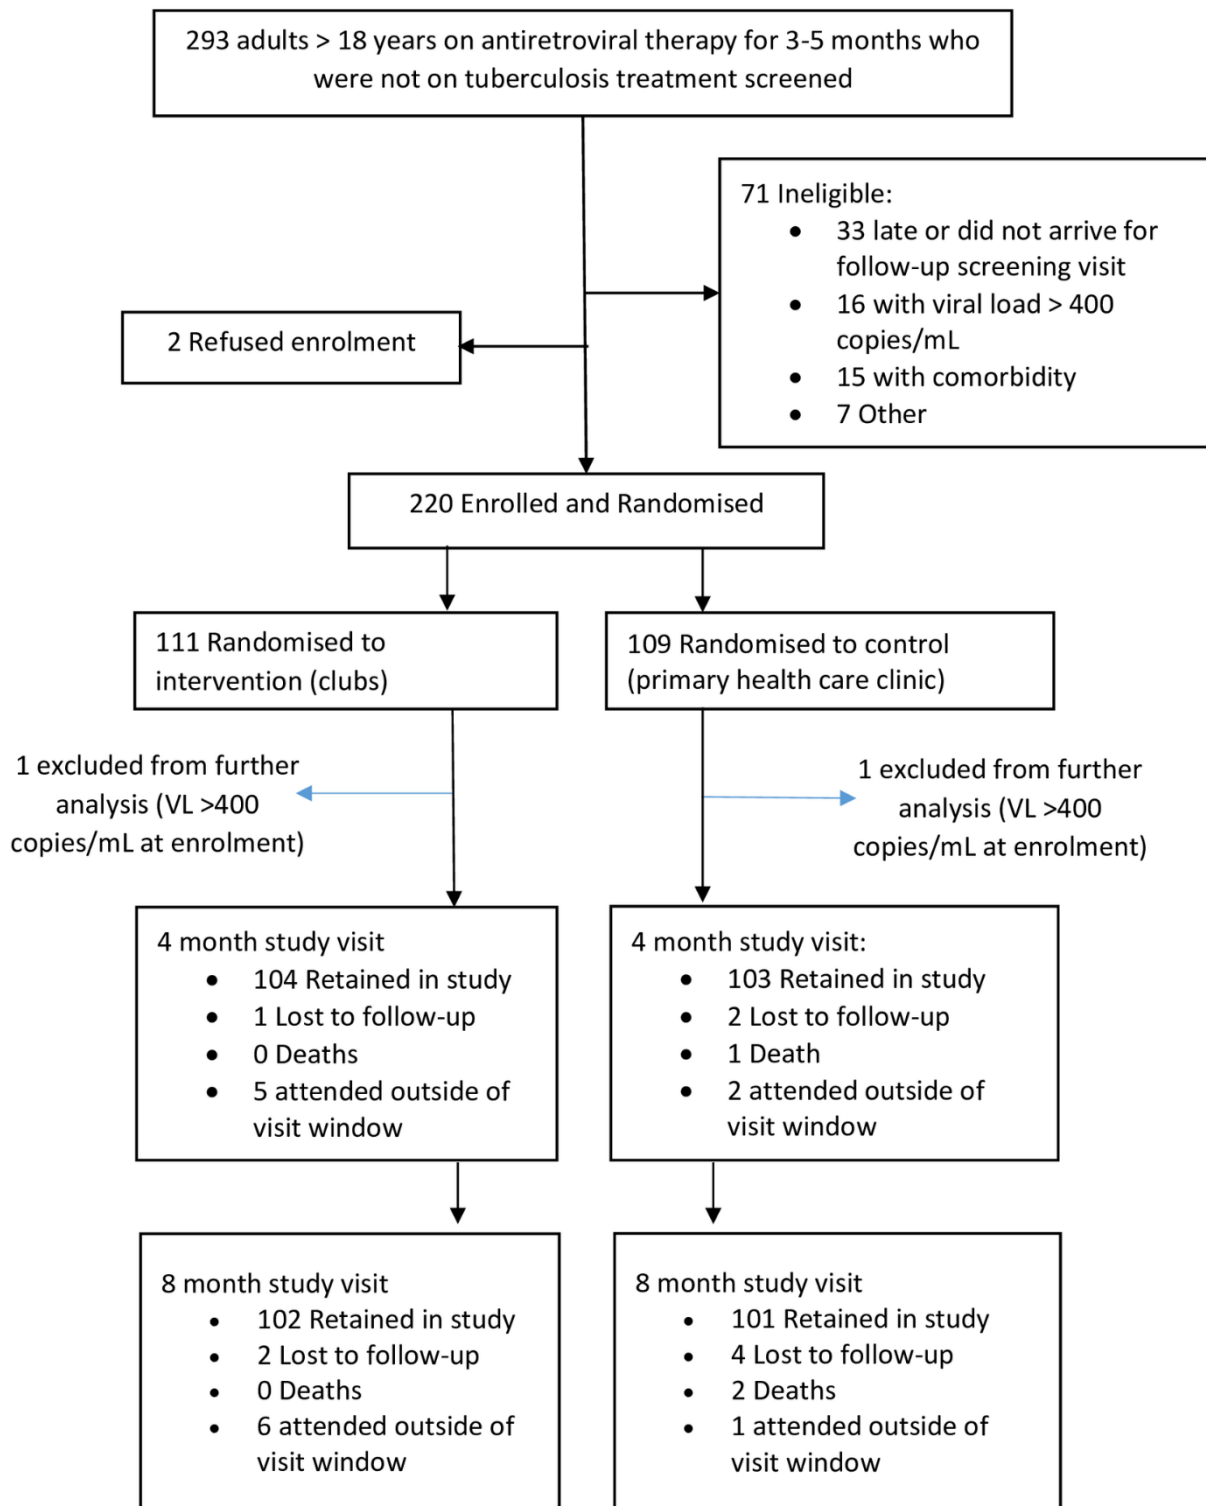 293 adults > 18 years on antiretroviral therapy for 3-5 months who
were not on tuberculosis treatment screened
71 Ineligible:
• 33 late or did not arrive for
follow-up screening visit
• 16 with viral load > 400
copies/mL
• 15 with comorbidity
• 7 Other
2 Refused enrolment
220 Enrolled and Randomised
111 Randomised to
intervention (clubs)
109 Randomised to control
(primary health care clinic)
1 excluded from further
analysis (VL >400
copies/mL at enrolment)
1 excluded from further
analysis (VL >400
copies/mL at enrolment)
4 month study visit
• 104 Retained in study
• 1 Lost to follow-up
• 0 Deaths
• 5 attended outside of
visit window
4 month study visit:
• 103 Retained in study
• 2 Lost to follow-up
• 1 Death
• 2 attended outside of
visit window
8 month study visit
• 102 Retained in study
• 2 Lost to follow-up
• 0 Deaths
• 6 attended outside of
visit window
8 month study visit
• 101 Retained in study
• 4 Lost to follow-up
• 2 Deaths
• 1 attended outside of
visit window